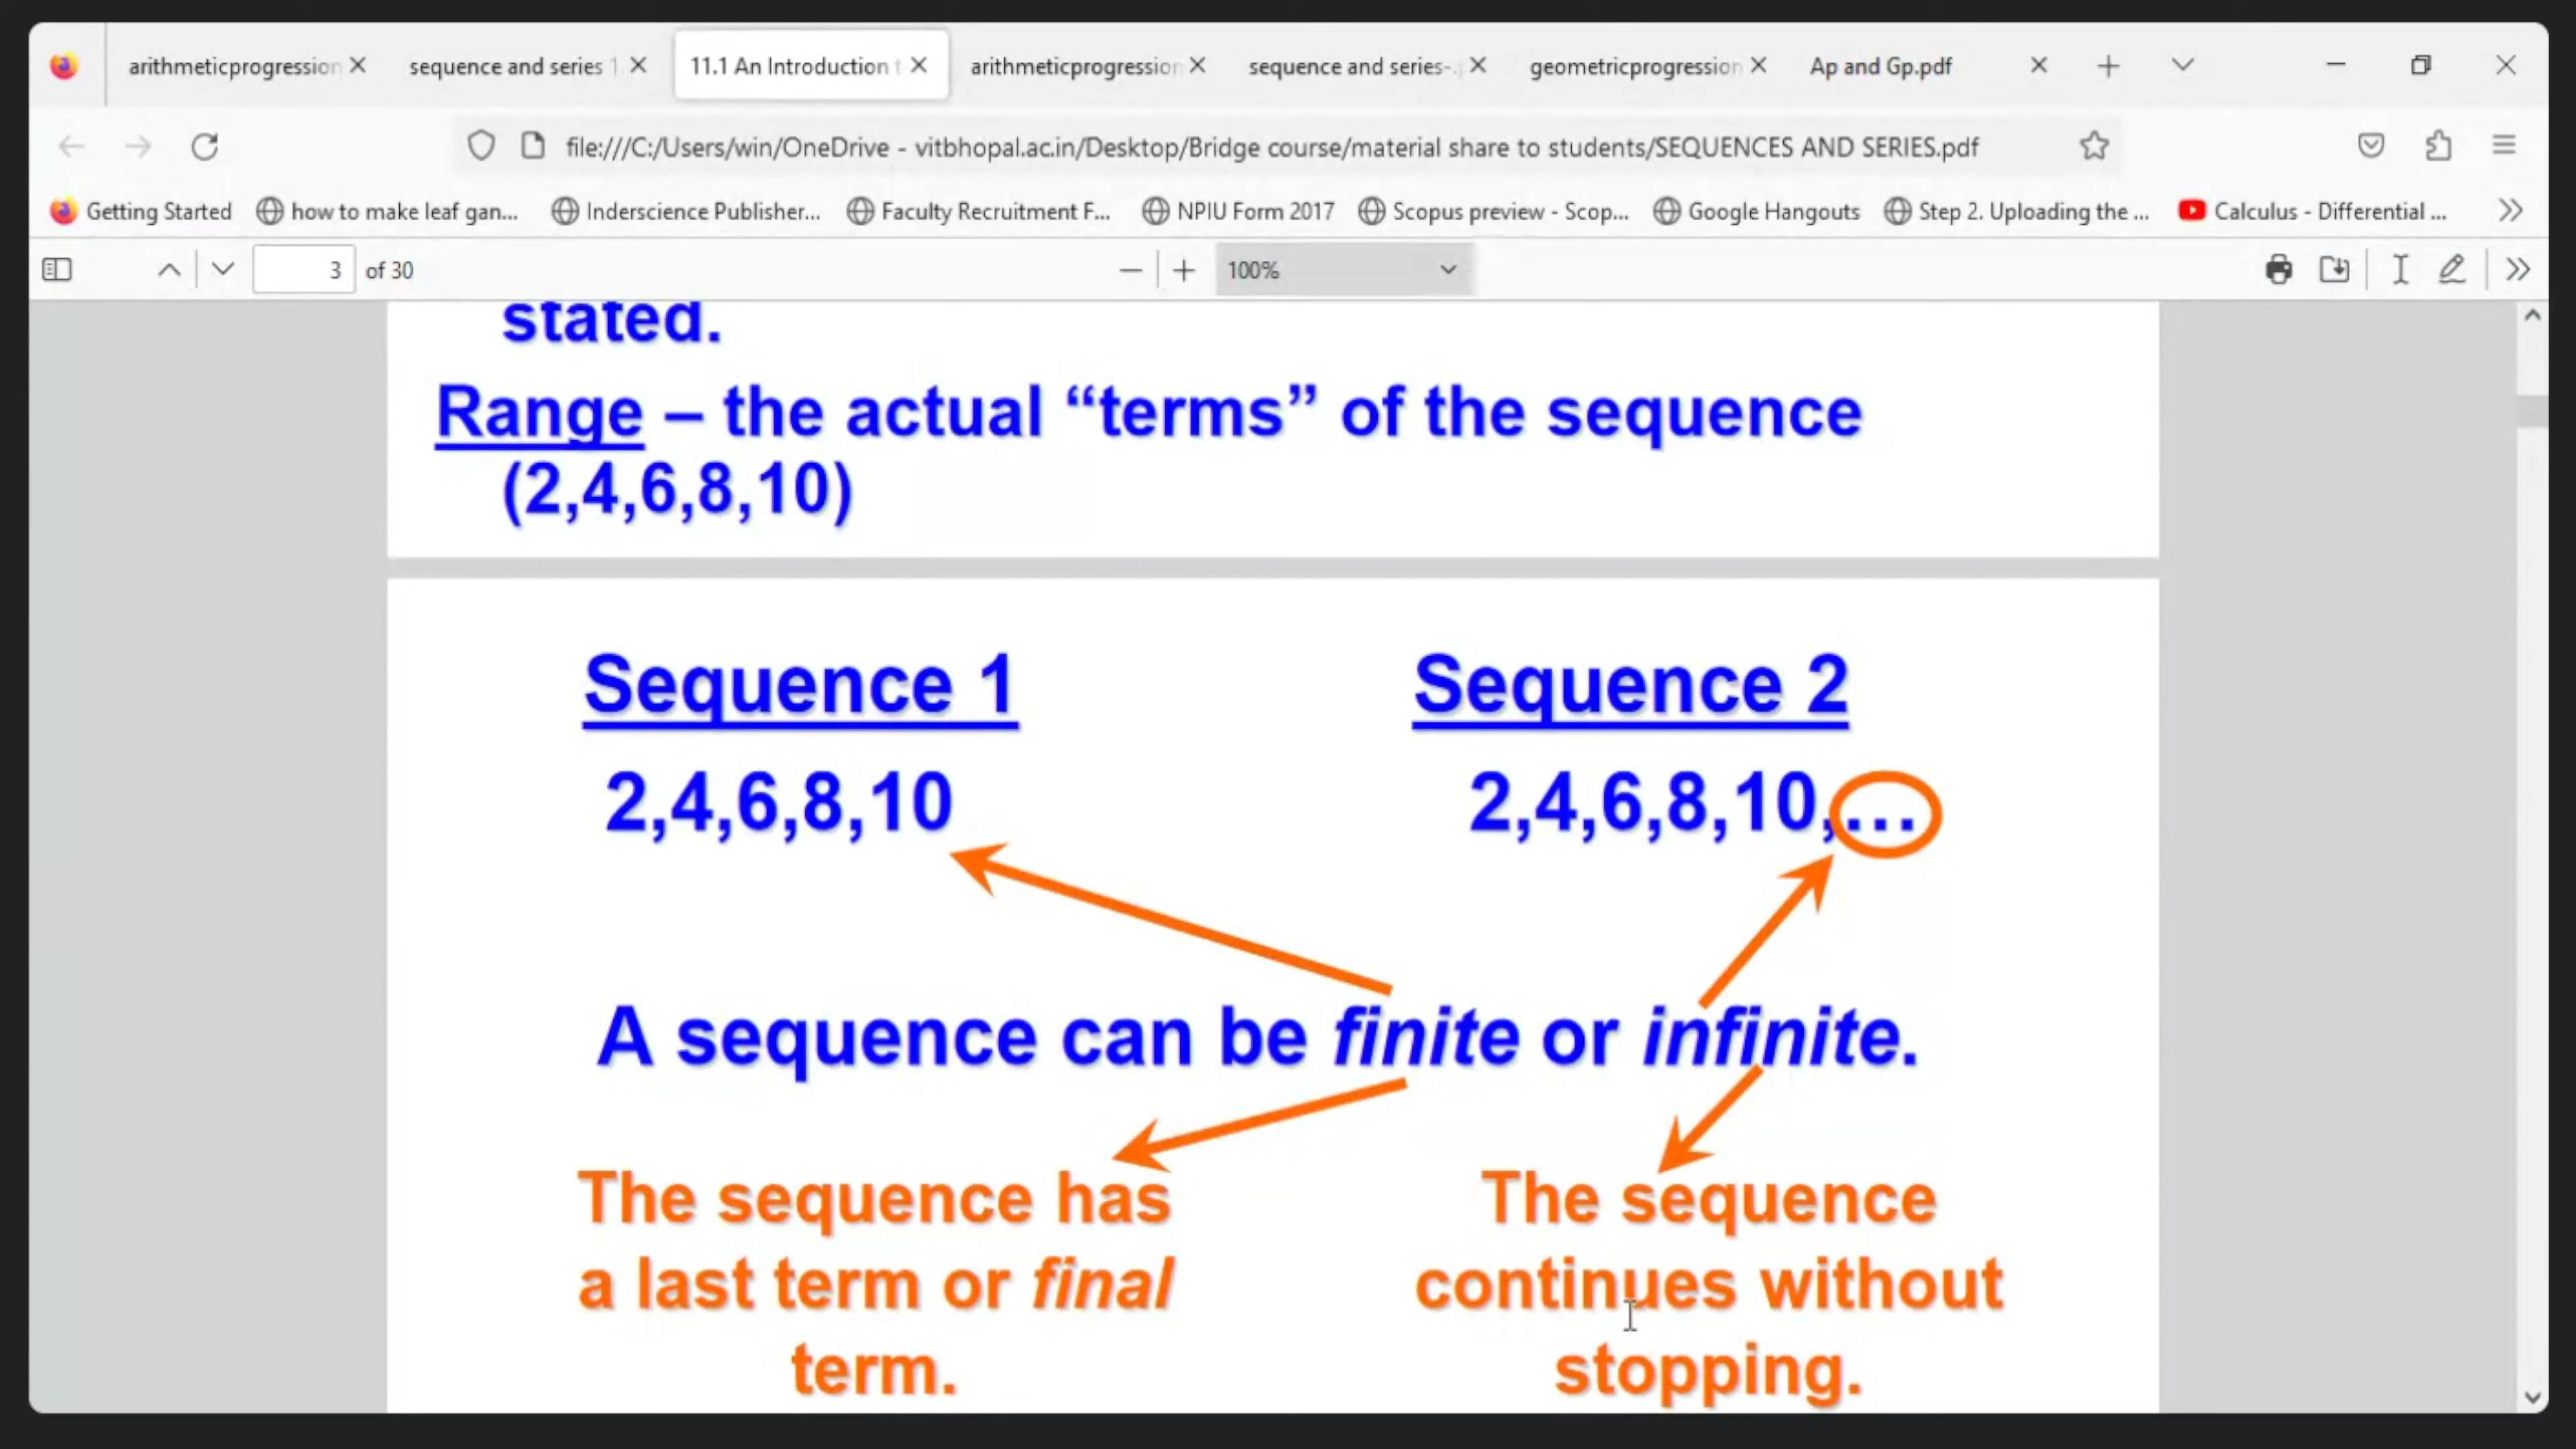 arithmeticprogression
sequence and series 1
11.1 An Introduction t
arithmeticprogression
sequence and series-.
geometricprogression
Ap and Gp.pdf
file:///C:/Users/win/OneDrive - vitbhopal.ac.in/Desktop/Bridge course/material share to students/SEQUENCES AND SERIES.pdf
Getting Started
how to make leaf gan...
Inderscience Publisher...
Faculty Recruitment F...
NPIU Form 2017
Scopus preview - Scop...
Google Hangouts
Step 2. Uploading the ...
Calculus - Differential ...
3 of 30
100%
stated.
Range – the actual “terms” of the sequence
(2,4,6,8,10)
Sequence 1
Sequence 2
2,4,6,8,10
2,4,6,8,10,...
A sequence can be finite or infinite.
The sequence has
a last term or final
term.
The sequence
continues without
stopping.